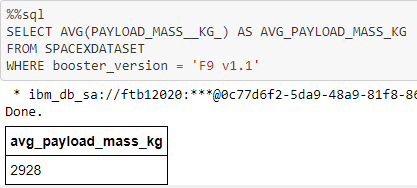 %%sql
SELECT AVG(PAYLOAD_MASS__KG_) AS AVG_PAYLOAD_MASS_KG
FROM SPACEXDATASET
WHERE booster_version = 'F9 v1.1'
* ibm_db_sa://ftb12020:***@0c77d6f2-5da9-48a9-81f8-86
Done.
avg_payload_mass_kg
2928